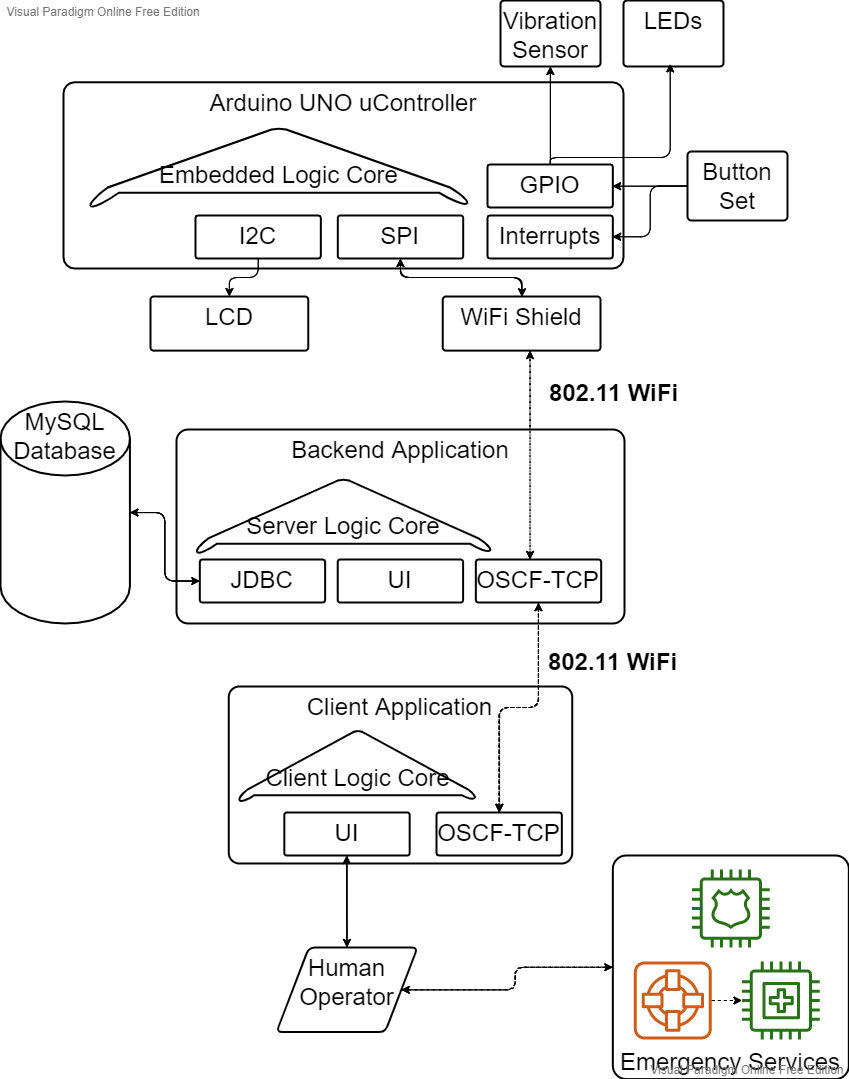 Visual Paradigm Online Free Edition
Vibration
Sensor
LEDs
Arduino UNO uController
Embedded Logic Core
GPIO
Button
Set
I2C
SPI
Interrupts
LCD
WiFi Shield
802.11 WiFi
MySQL
Database
Backend Application
Server Logic Core
JDBC
UI
OSCF-TCP
802.11 WiFi
Client Application
Client Logic Core
UI
OSCF-TCP
Human
Operator
Emergency Services
Visual Paradigm Online Free Edition